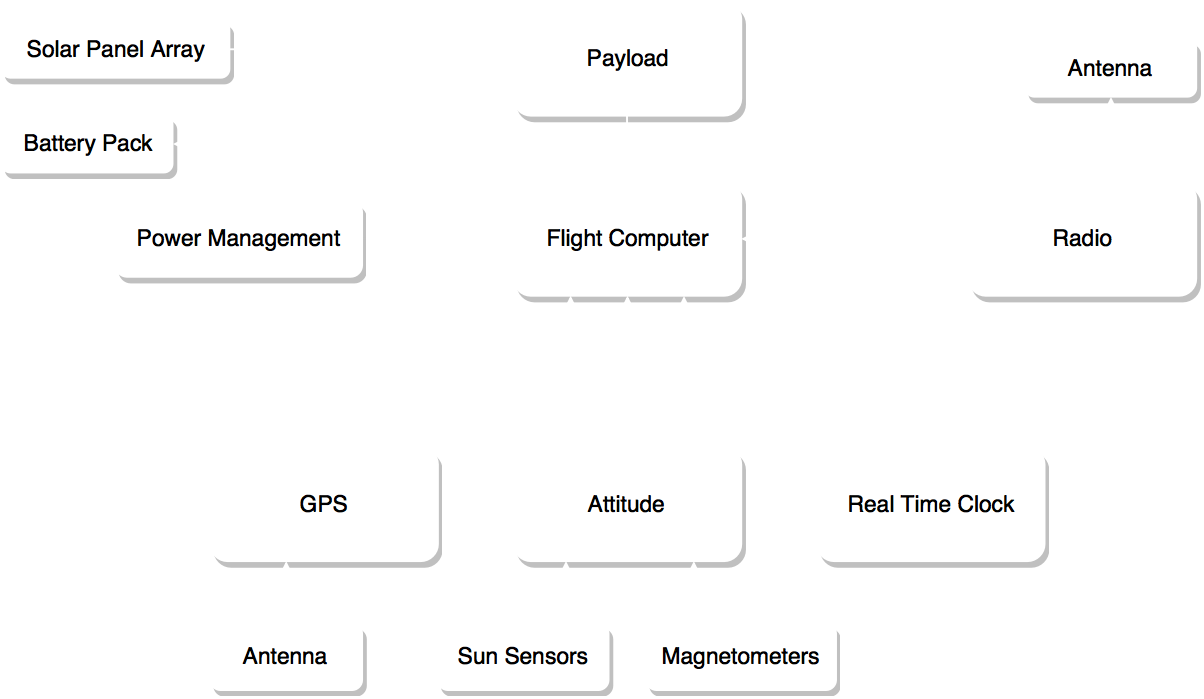 Solar Panel Array
Payload
Antenna
Battery Pack
Power Management
Flight Computer
Radio
GPS
Attitude
Real Time Clock
Antenna
Sun Sensors
Magnetometers